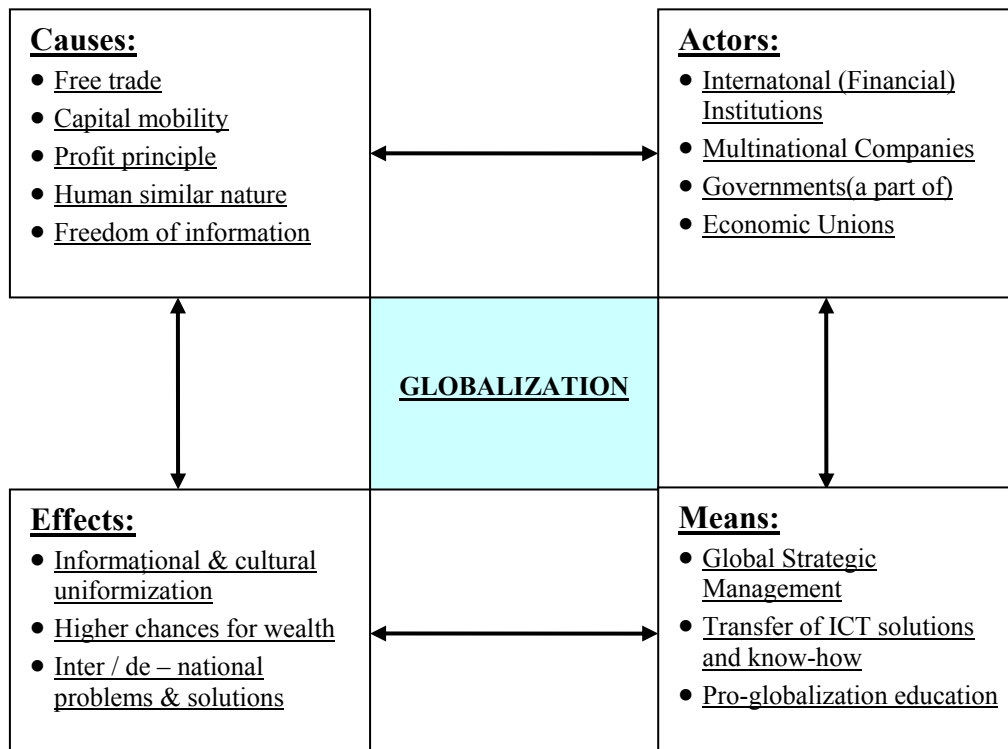 Causes:
• Free trade
• Capital mobility
• Profit principle
• Human similar nature
• Freedom of information
Actors:
• Internatonal (Financial)
Institutions
• Multinational Companies
• Governments(a part of)
• Economic Unions
GLOBALIZATION
Effects:
• Informaţional & cultural
uniformization
• Higher chances for wealth
• Inter / de – national
problems & solutions
Means:
• Global Strategic
Management
• Transfer of ICT solutions
and know-how
• Pro-globalization education